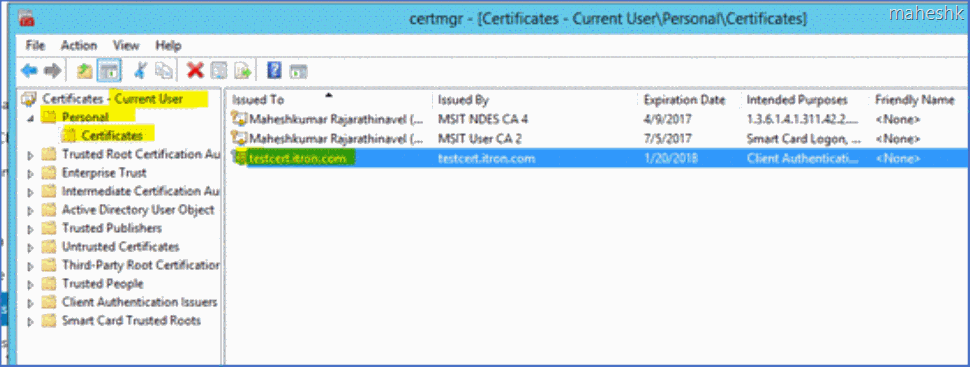 maheshk
certmgr - [Certificates - Current User\Personal\Certificates]
File Action View Help
Certificates - Current User
Personal
Certificates
Trusted Root Certification Au
Enterprise Trust
Intermediate Certification Au
Active Directory User Object
Trusted Publishers
Untrusted Certificates
Third-Party Root Certification
Trusted People
Client Authentication Issuers
Smart Card Trusted Roots
Issued To Issued By Expiration Date Intended Purposes Friendly Name
Maheshkumar Rajarathinavel (... MSIT NDES CA 4 4/9/2017 1.3.6.1.4.1.311.42.2.... <None>
Maheshkumar Rajarathinavel (... MSIT User CA 2 7/5/2017 Smart Card Logon, ... <None>
testcert.itron.com testcert.itron.com 1/20/2018 Client Authenticati... <None>